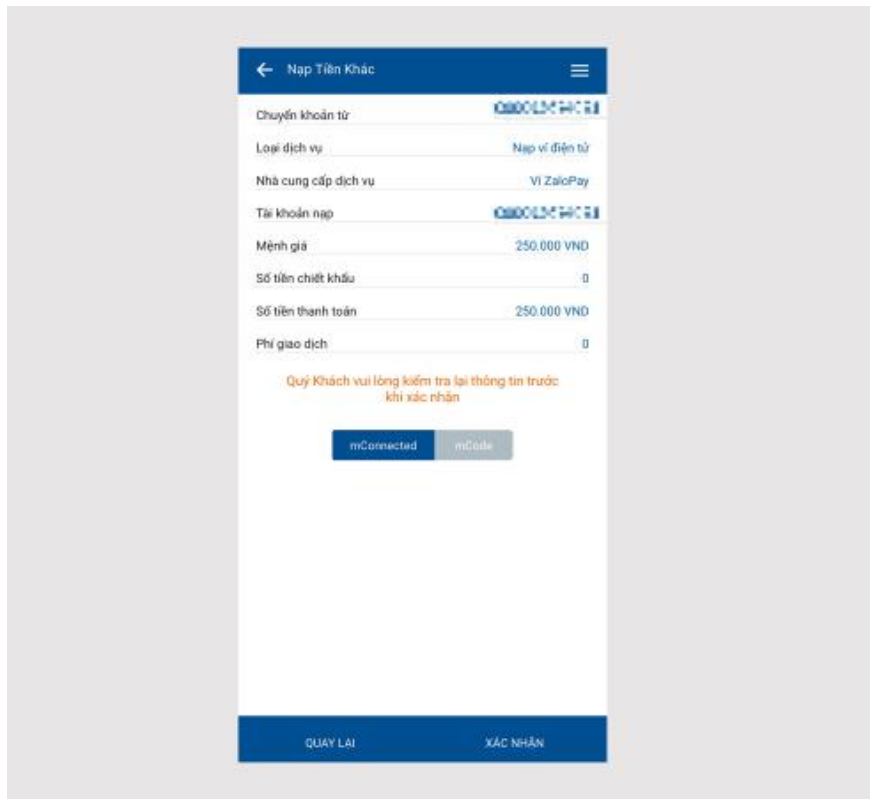 Nạp Tiền Khác
Chuyển khoản từ
Loại dịch vụ Nạp ví điện tử
Nhà cung cấp dịch vụ Ví ZaloPay
Tài khoản nạp
Mệnh giá 250.000 VND
Số tiền chiết khấu 0
Số tiền thanh toán 250.000 VND
Phí giao dịch 0
Quý Khách vui lòng kiểm tra lại thông tin trước
khi xác nhận
mConnected mCode
QUAY LẠI XÁC NHẬN